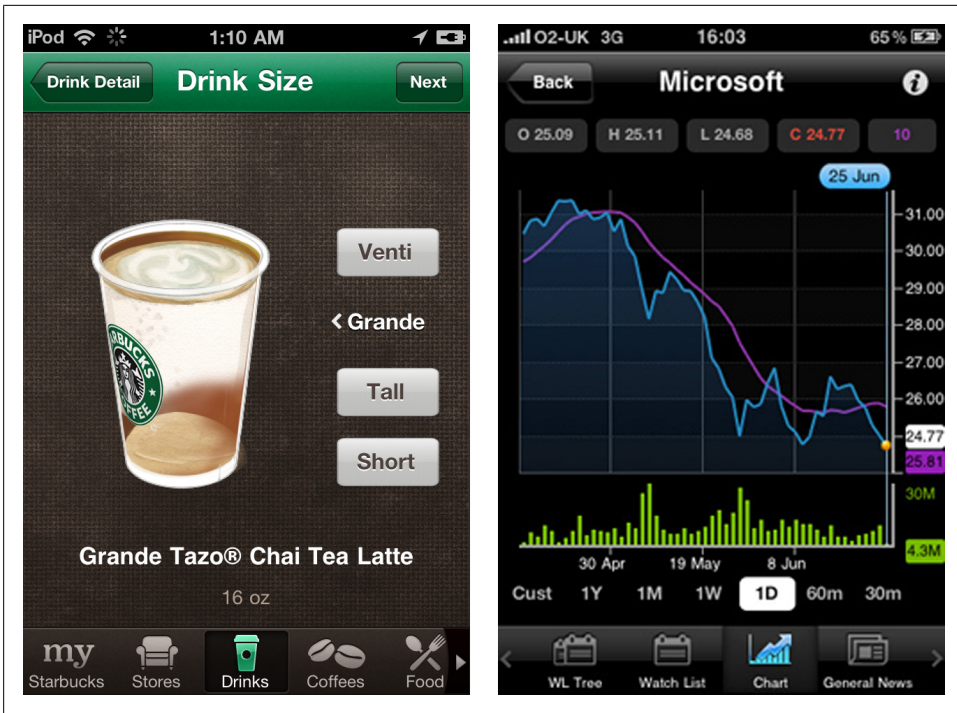 iPod 1:10 AM
Drink Detail Drink Size Next
Venti
Grande
Tall
Short
ARBUCKS
FFEE
Grande Tazo® Chai Tea Latte
16 oz
my
Starbucks Stores Drinks Coffees Food
O2-UK 3G 16:03 65%
Back Microsoft i
O 25.09 H 25.11 L 24.68 C 24.77 10
25 Jun
31.00
30.00
29.00
28.00
27.00
26.00
24.77
25.81
30M
4.3M
30 Apr 19 May 8 Jun
Cust 1Y 1M 1W 1D 60m 30m
WL Tree Watch List Chart General News